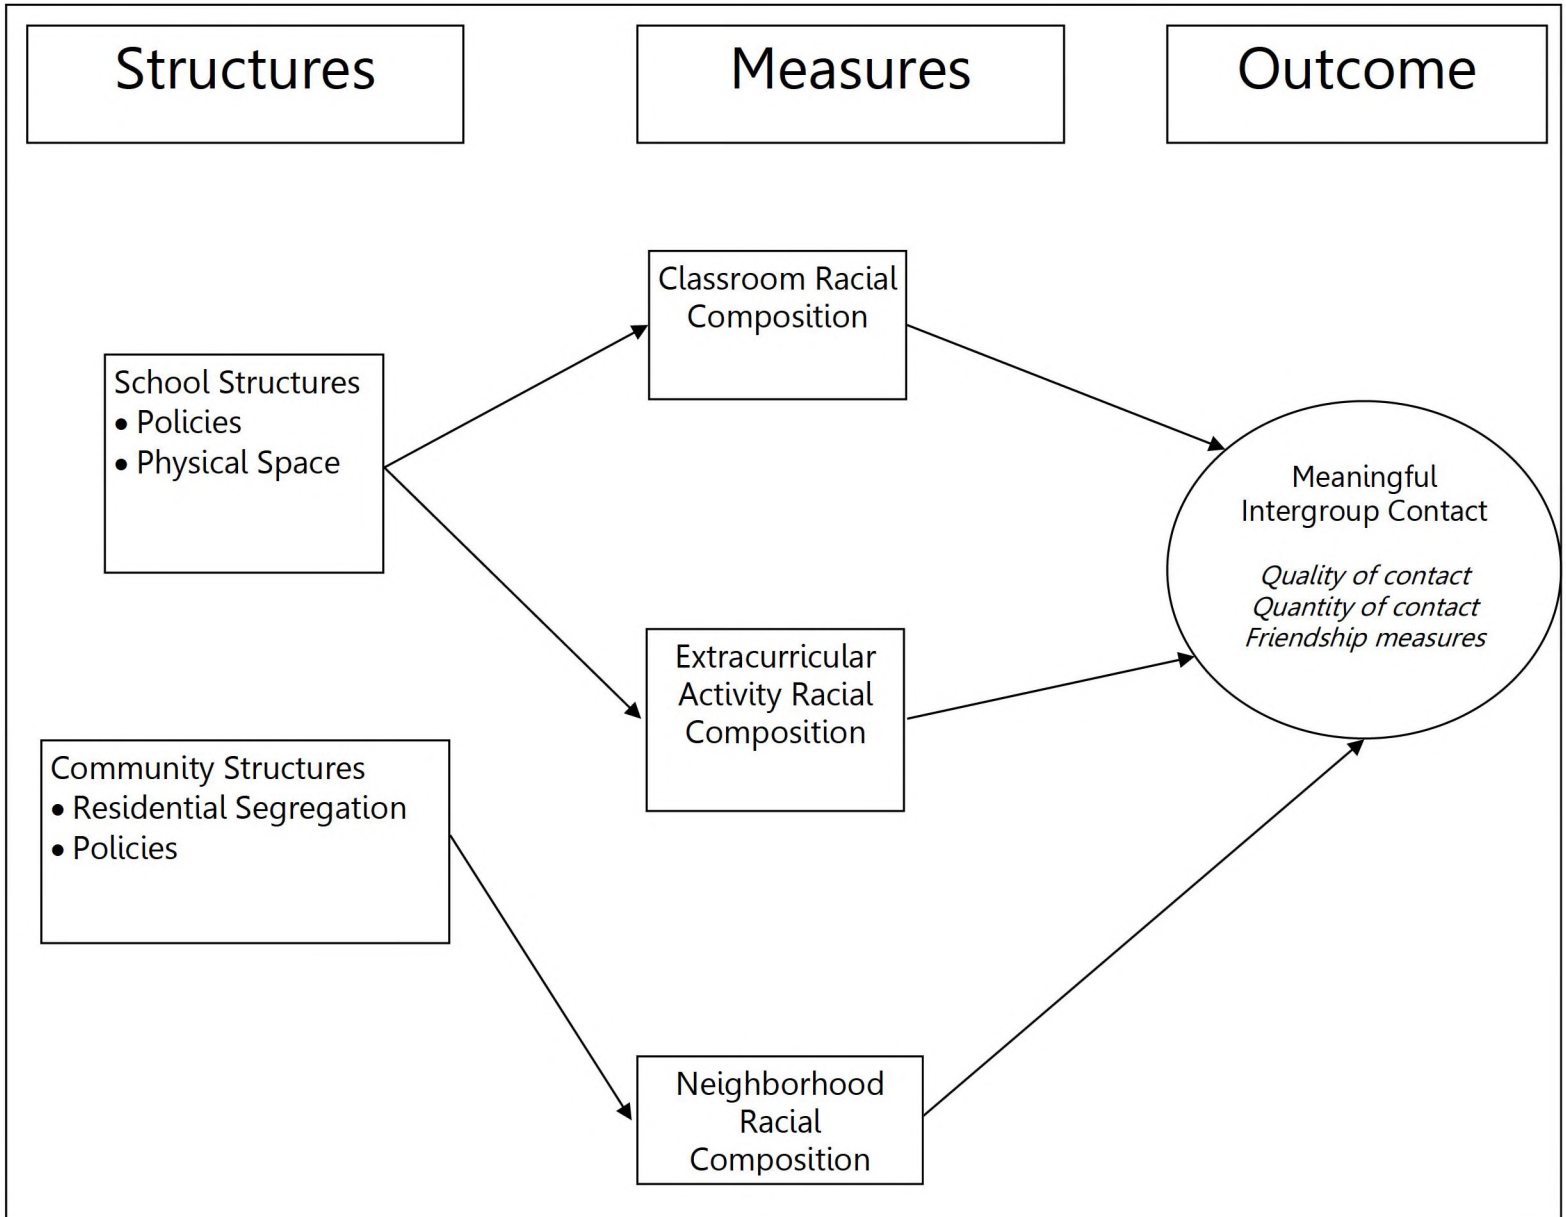 Structures
Measures
Outcome
Classroom Racial
Composition
School Structures
• Policies
• Physical Space
Meaningful
Intergroup Contact
Quality of contact
Quantity of contact
Friendship measures
Extracurricular
Activity Racial
Composition
Community Structures
• Residential Segregation
• Policies
Neighborhood
Racial
Composition